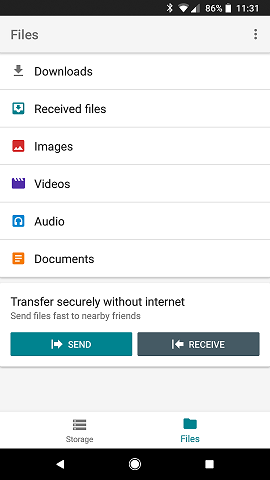 86% 11:31
Files
Downloads
Received files
Images
Videos
Audio
Documents
Transfer securely without internet
Send files fast to nearby friends
SEND RECEIVE
Storage Files